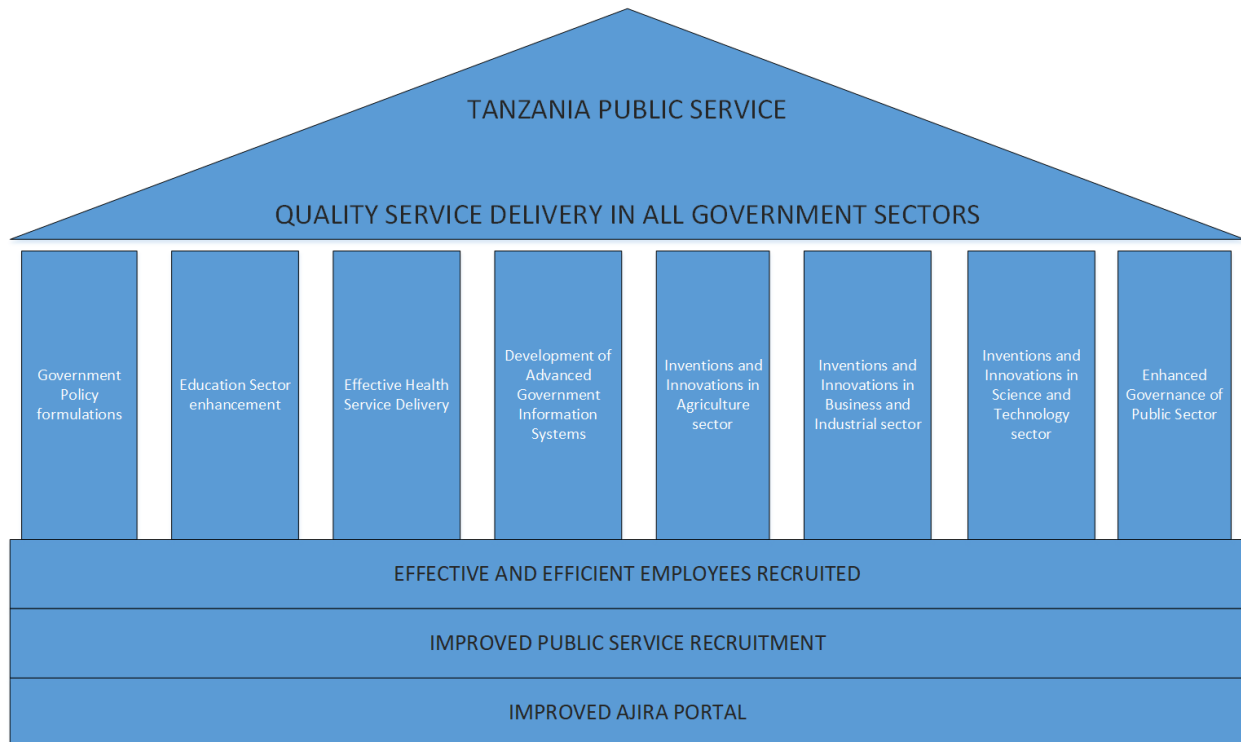 TANZANIA PUBLIC SERVICE
QUALITY SERVICE DELIVERY IN ALL GOVERNMENT SECTORS
Government
Policy
formulations
Education Sector
enhancement
Effective Health
Service Delivery
Development of
Advanced
Government
Information
Systems
Inventions and
Innovations in
Agriculture
sector
Inventions and
Innovations in
Business and
Industrial sector
Inventions and
Innovations in
Science and
Technology
sector
Enhanced
Governance of
Public Sector
EFFECTIVE AND EFFICIENT EMPLOYEES RECRUITED
IMPROVED PUBLIC SERVICE RECRUITMENT
IMPROVED AJIRA PORTAL